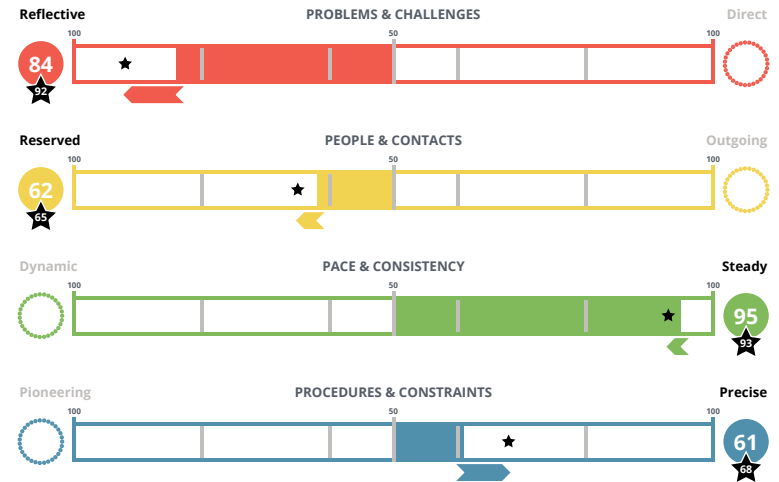 Reflective PROBLEMS & CHALLENGES Direct
100 50 100
84
92
Reserved PEOPLE & CONTACTS Outgoing
100 50 100
62
65
Dynamic PACE & CONSISTENCY Steady
100 50 100
95
93
Pioneering PROCEDURES & CONSTRAINTS Precise
100 50 100
61
68